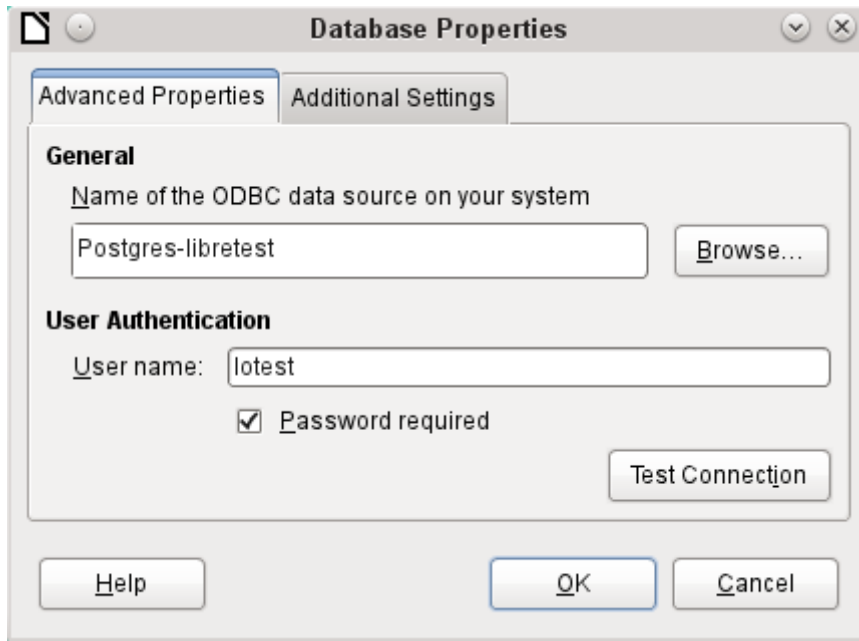 Database Properties
Advanced Properties Additional Settings
General
Name of the ODBC data source on your system
Postgres-libretest Browse...
User Authentication
User name: lotest
Password required
Test Connection
Help OK Cancel